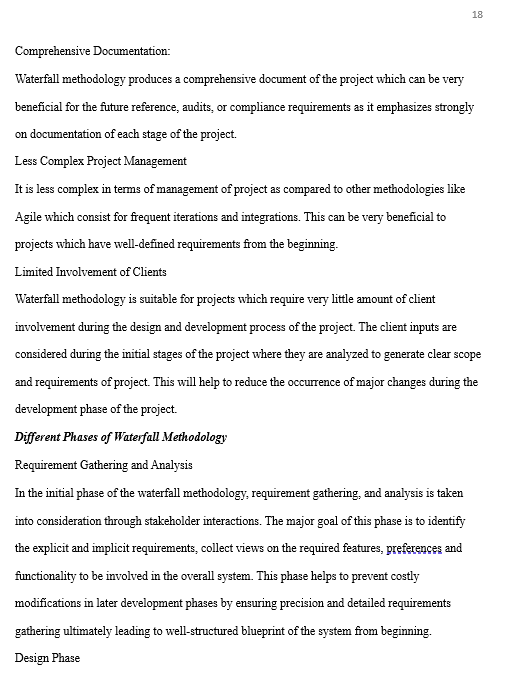 18
Comprehensive Documentation:
Waterfall methodology produces a comprehensive document of the project which can be very
beneficial for the future reference, audits, or compliance requirements as it emphasizes strongly
on documentation of each stage of the project.
Less Complex Project Management
It is less complex in terms of management of project as compared to other methodologies like
Agile which consist for frequent iterations and integrations. This can be very beneficial to
projects which have well-defined requirements from the beginning.
Limited Involvement of Clients
Waterfall methodology is suitable for projects which require very little amount of client
involvement during the design and development process of the project. The client inputs are
considered during the initial stages of the project where they are analyzed to generate clear scope
and requirements of project. This will help to reduce the occurrence of major changes during the
development phase of the project.
Different Phases of Waterfall Methodology
Requirement Gathering and Analysis
In the initial phase of the waterfall methodology, requirement gathering, and analysis is taken
into consideration through stakeholder interactions. The major goal of this phase is to identify
the explicit and implicit requirements, collect views on the required features, preferences and
functionality to be involved in the overall system. This phase helps to prevent costly
modifications in later development phases by ensuring precision and detailed requirements
gathering ultimately leading to well-structured blueprint of the system from beginning.
Design Phase